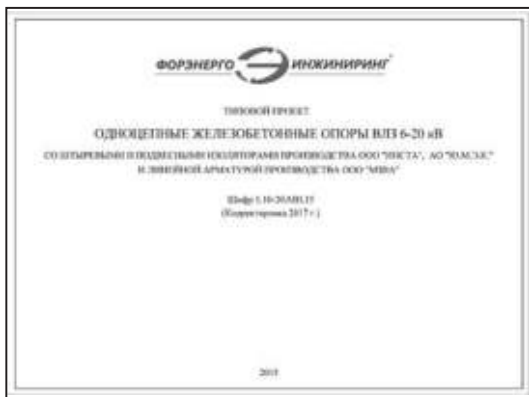 ФОРЭНЕРГО ИНЖИНИРИНГ
ТИПОВОЙ ПРОЕКТ
ОДНОЦЕПНЫЕ ЖЕЛЕЗОБЕТОННЫЕ ОПОРЫ ВЛЗ 6-20 кВ
СО ШТЫРЕВЫМИ И ПОДВЕСНЫМИ ИЗОЛЯТОРАМИ ПРОИЗВОДСТВА ООО "ИНСТА", АО "Ю.М.Э.К."
И ЛИНЕЙНОЙ АРМАТУРОЙ ПРОИЗВОДСТВА ООО "МЗВА"
Шифр
(Корректировка 2017 г.)
2015